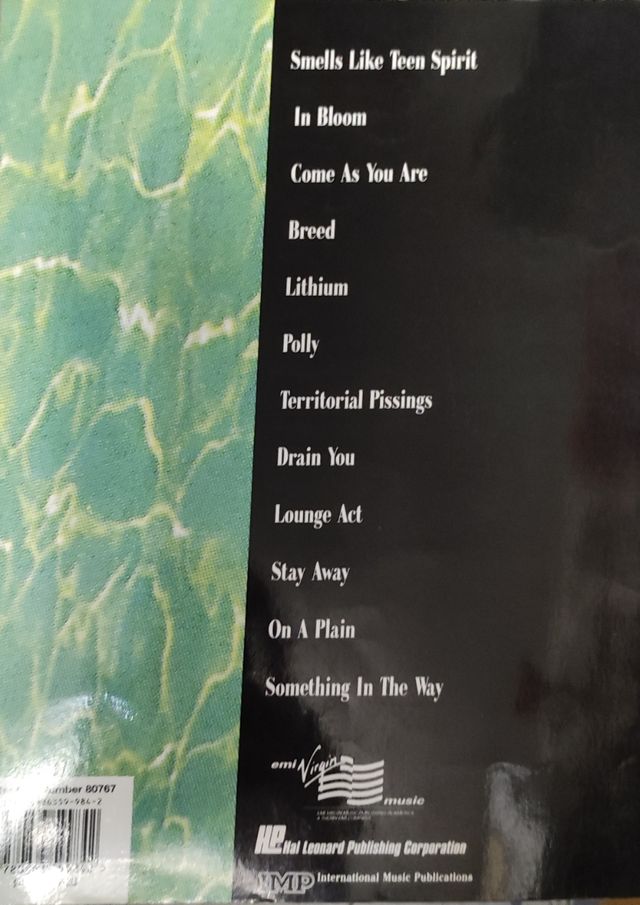 Smells Like Teen Spirit
In Bloom
Come As You Are
Breed
Lithium
Polly
Territorial Pissings
Drain You
Lounge Act
Stay Away
On A Plain
Something In The Way
emi Virgin music
HL Hal Leonard Publishing Corporation
IMP International Music Publications
80767